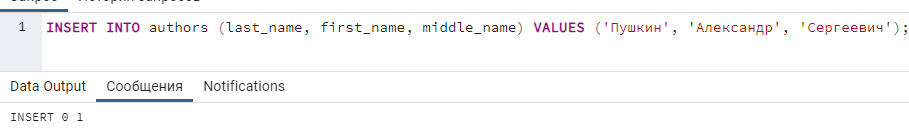 1 INSERT INTO authors (last_name, first_name, middle_name) VALUES ('Пушкин', 'Александр', 'Сергеевич');
Data Output Сообщения Notifications
INSERT 0 1